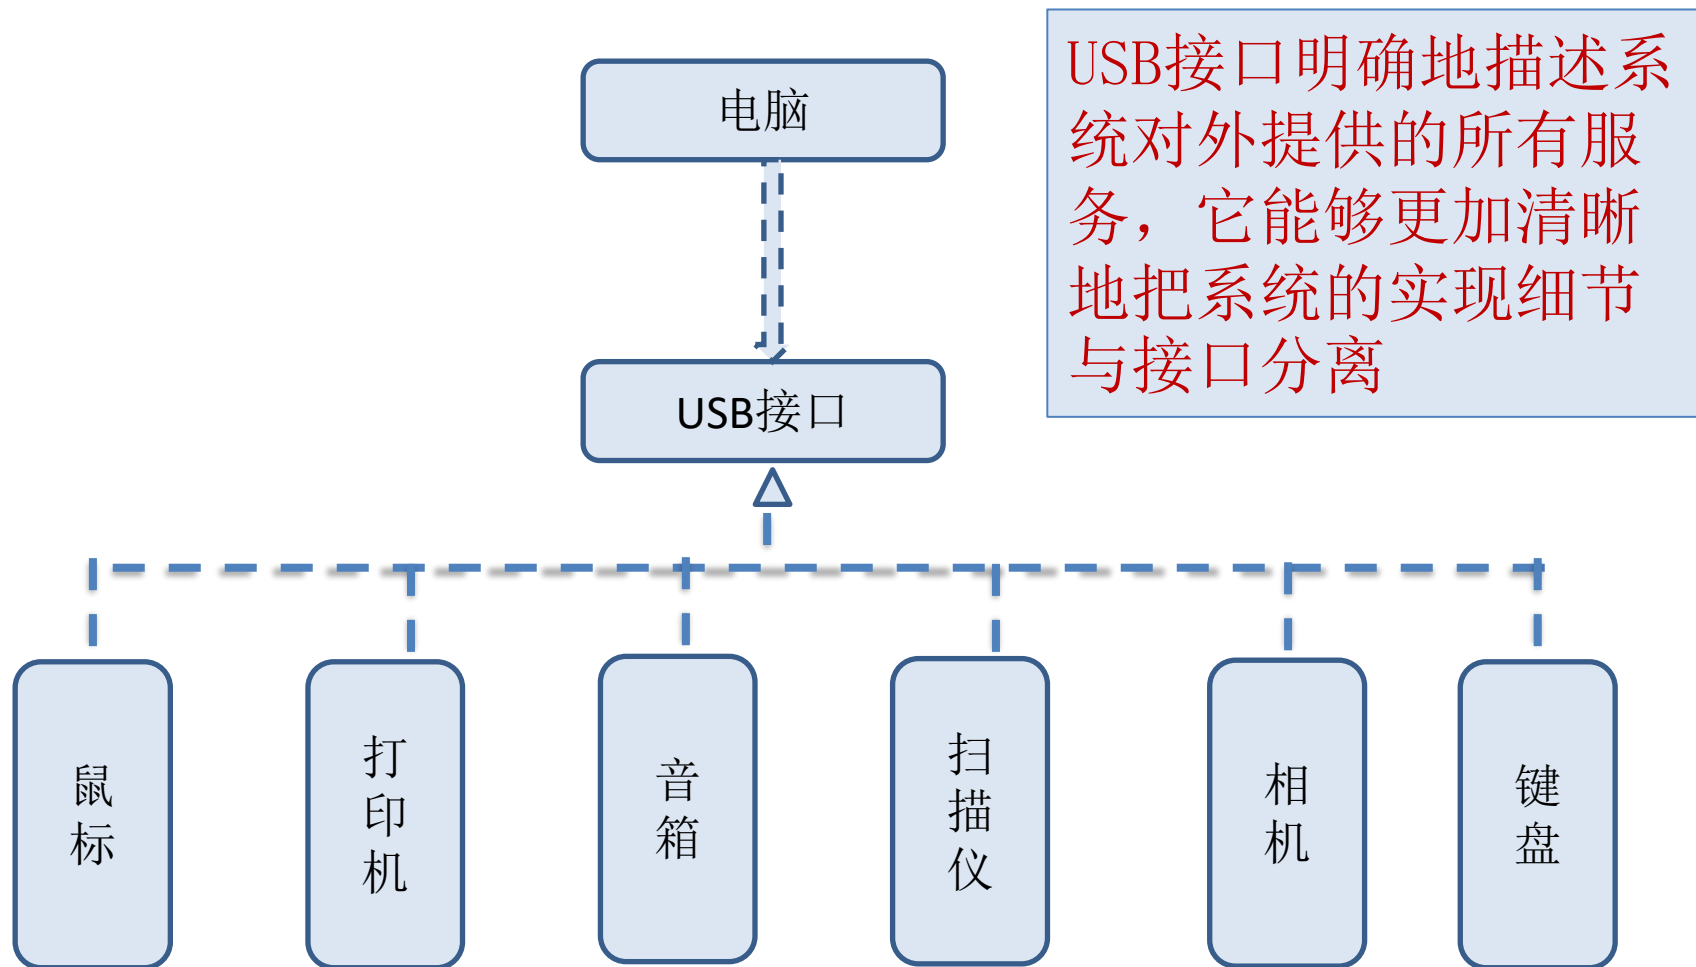 电脑
USB接口明确地描述系
统对外提供的所有服
务，它能够更加清晰
地把系统的实现细节
与接口分离
USB接口
鼠
标
打
印
机
音
箱
扫
描
仪
相
机
键
盘